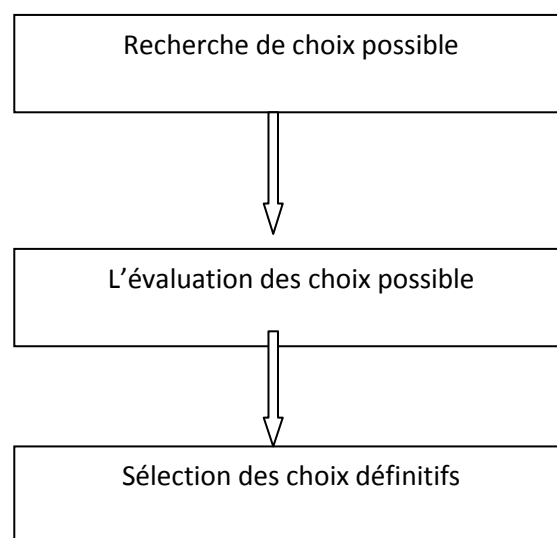 Recherche de choix possible
L’évaluation des choix possible
Sélection des choix définitifs